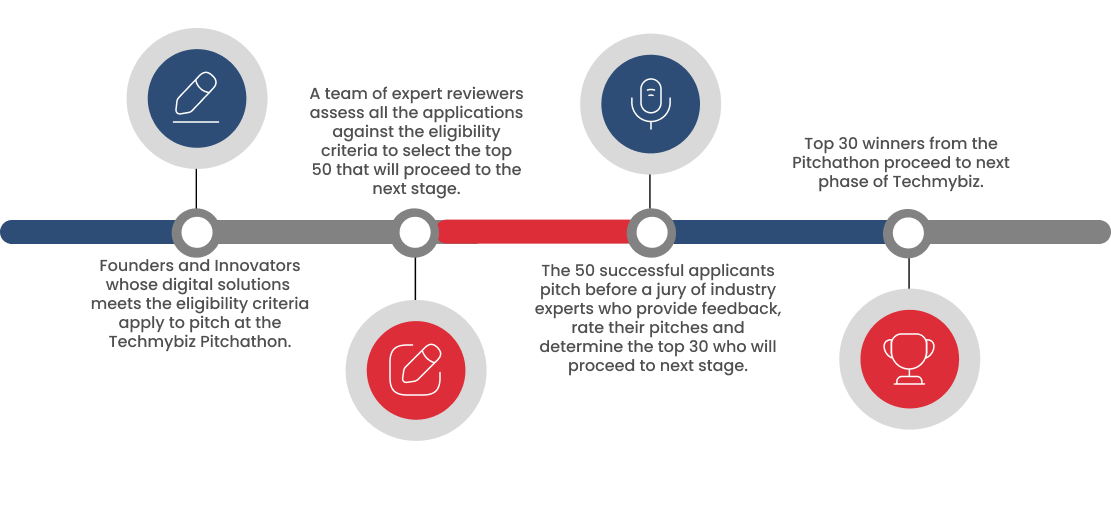 Founders and Innovators
whose digital solutions
meets the eligibility criteria
apply to pitch at the
Techmybiz Pitchathon.
A team of expert reviewers
assess all the applications
against the eligibility
criteria to select the top
50 that will proceed to the
next stage.
The 50 successful applicants
pitch before a jury of industry
experts who provide feedback,
rate their pitches and
determine the top 30 who will
proceed to next stage.
Top 30 winners from the
Pitchathon proceed to next
phase of Techmybiz.